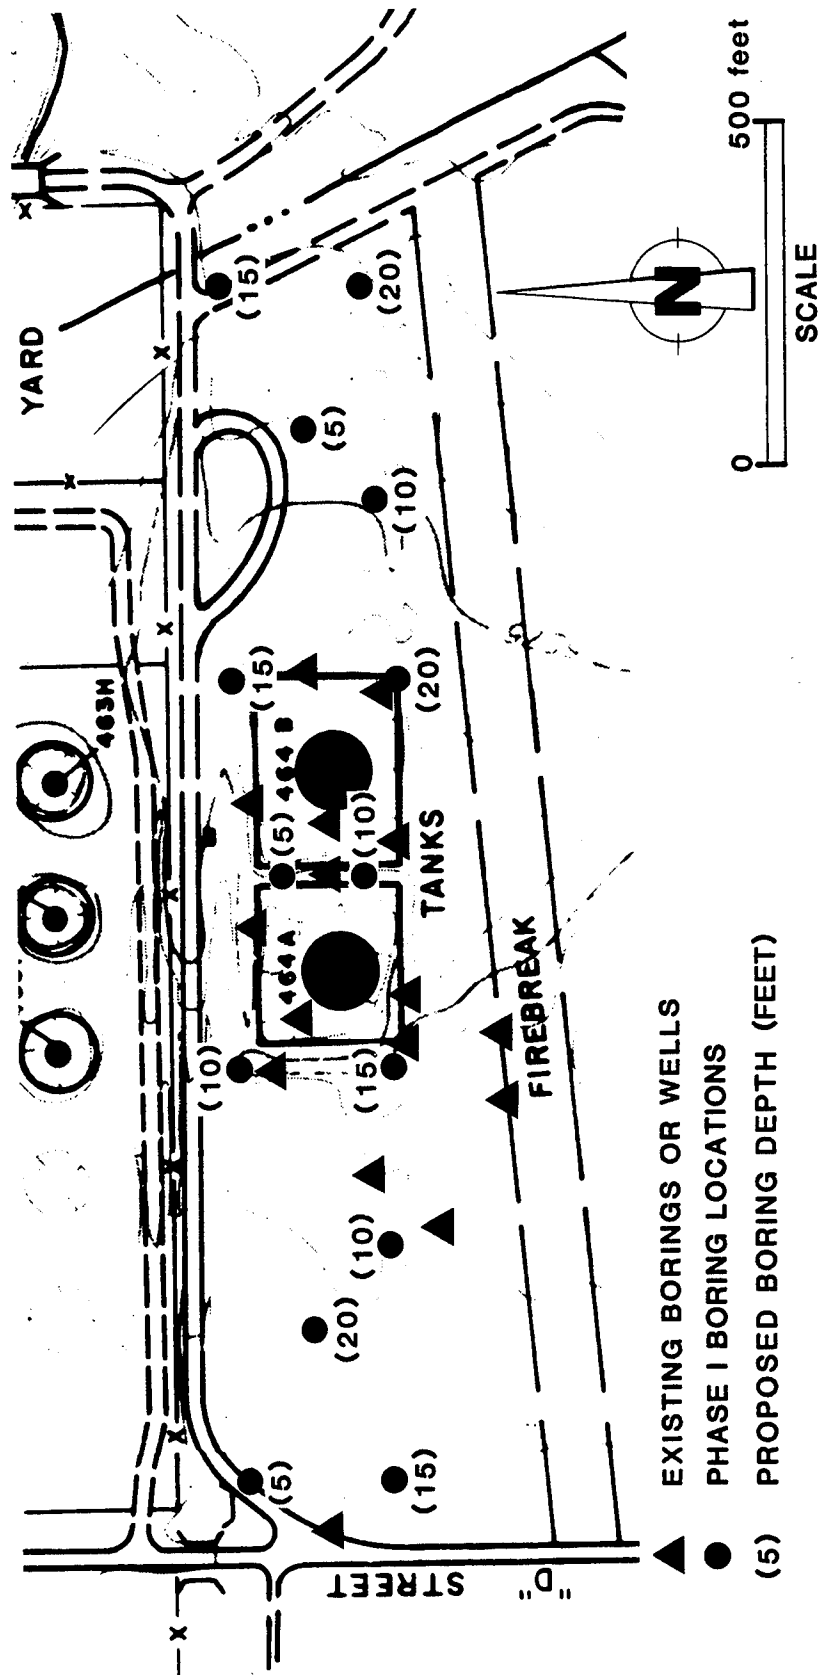 YARD
463H
(15)
(20)
(5)
(10)
(15)
(20)
464 B
(5)
(10)
464A
TANKS
(10)
(15)
(10)
(20)
(5)
(15)
FIREBREAK
"D" STREET
N
0
500 feet
SCALE
EXISTING BORINGS OR WELLS
PHASE I BORING LOCATIONS
(5) PROPOSED BORING DEPTH (FEET)